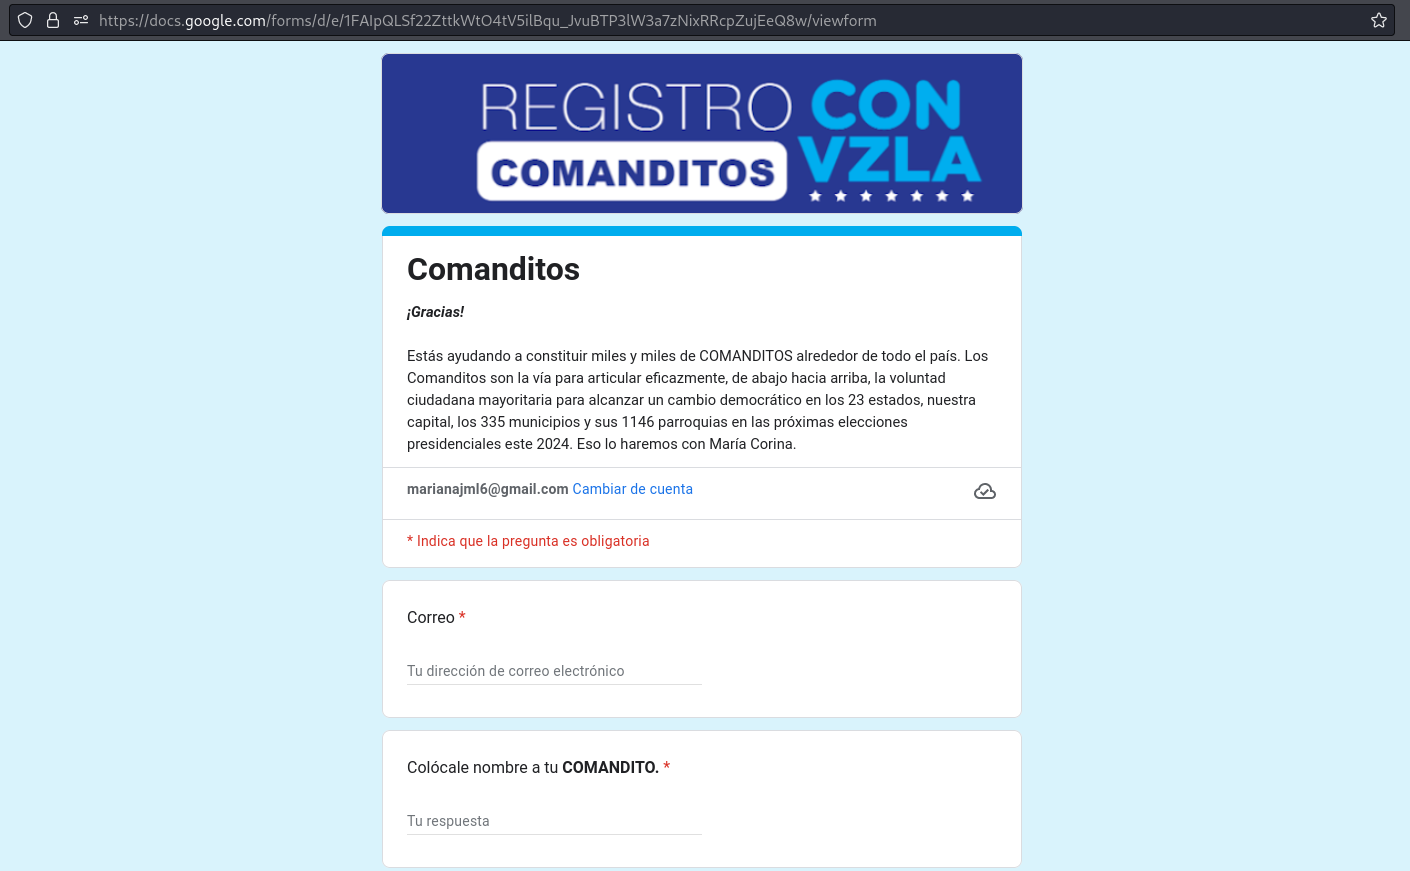 https://docs.google.com/forms/d/e/1FAIpQLSf22ZttkWtO4tV5ilBqu_JvuBTP3lW3a7zNixRRcpZujEeQ8w/viewform
REGISTRO CON
COMANDITOS VZLA
Comanditos
¡Gracias!
Estás ayudando a constituir miles y miles de COMANDITOS alrededor de todo el país. Los
Comanditos son la vía para articular eficazmente, de abajo hacia arriba, la voluntad
ciudadana mayoritaria para alcanzar un cambio democrático en los 23 estados, nuestra
capital, los 335 municipios y sus 1146 parroquias en las próximas elecciones
presidenciales este 2024. Eso lo haremos con María Corina.
marianajml6@gmail.com Cambiar de cuenta
* Indica que la pregunta es obligatoria
Correo *
Tu dirección de correo electrónico
Colócale nombre a tu COMANDITO. *
Tu respuesta